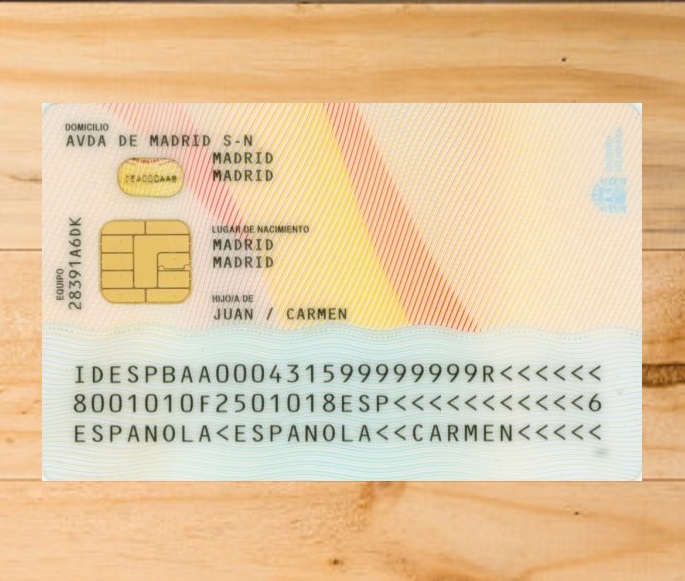 DOMICILIO
AVDA DE MADRID S-N
MADRID
MADRID
LUGAR DE NACIMIENTO
MADRID
MADRID
EQUIPO
28391A6DK
HIJO/A DE
JUAN / CARMEN
IDESPBAA000431599999999R<<<<<<
8001010F2501018ESP<<<<<<<<<<<6
ESPANOLA<ESPANOLA<<CARMEN<<<<<